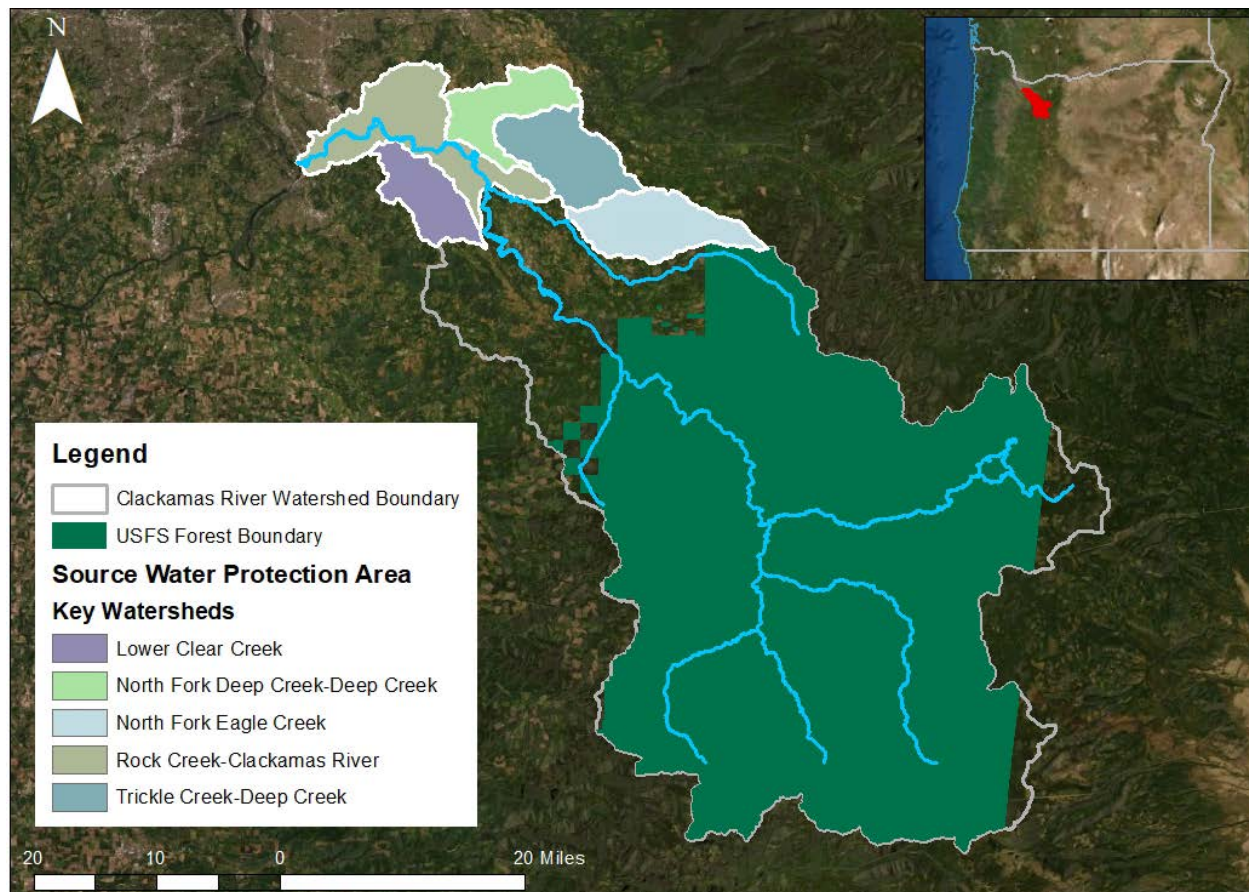 N
Legend
Clackamas River Watershed Boundary
USFS Forest Boundary
Source Water Protection Area
Key Watersheds
Lower Clear Creek
North Fork Deep Creek-Deep Creek
North Fork Eagle Creek
Rock Creek-Clackamas River
Trickle Creek-Deep Creek
20 10 0 20 Miles